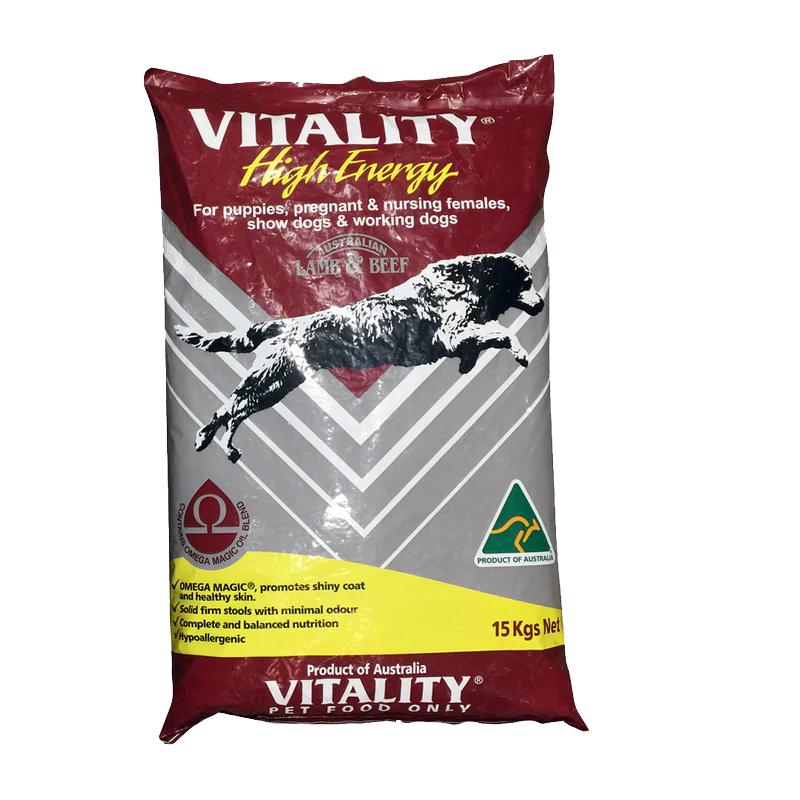 VITALITY®
High Energy
For puppies, pregnant & nursing females,
show dogs & working dogs
AUSTRALIAN
LAMB & BEEF
Ω
CONTAINS OMEGA MAGIC OIL BLEND
PRODUCT OF AUSTRALIA
✓ OMEGA MAGIC®, promotes shiny coat
and healthy skin.
✓ Solid firm stools with minimal odour
✓ Complete and balanced nutrition
✓ Hypoallergenic
15 Kgs Net
Product of Australia
VITALITY®
PET FOOD ONLY